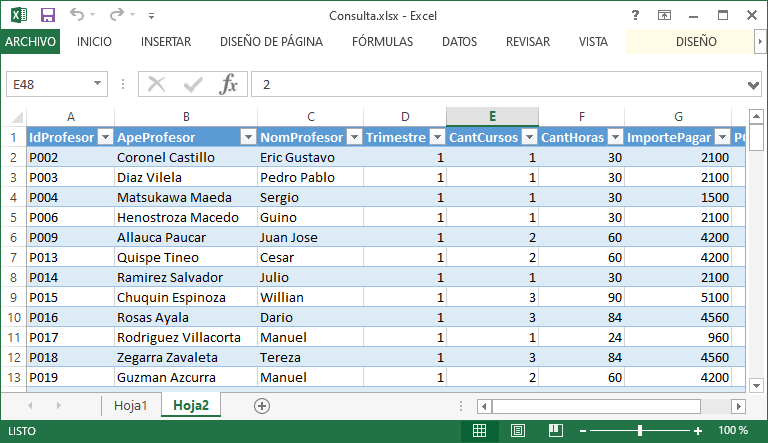 Consulta.xlsx - Excel
ARCHIVO INICIO INSERTAR DISEÑO DE PÁGINA FÓRMULAS DATOS REVISAR VISTA DISEÑO
E48 fx 2
A B C D E F G
1 IdProfesor ApeProfesor NomProfesor Trimestre CantCursos CantHoras ImportePagar
2 P002 Coronel Castillo Eric Gustavo 1 1 30 2100
3 P003 Diaz Vilela Pedro Pablo 1 1 30 2100
4 P004 Matsukawa Maeda Sergio 1 1 30 1500
5 P006 Henostroza Macedo Guino 1 1 30 2100
6 P009 Allauca Paucar Juan Jose 1 2 60 4200
7 P013 Quispe Tineo Cesar 1 2 60 4200
8 P014 Ramirez Salvador Julio 1 1 30 2100
9 P015 Chuquin Espinoza Willian 1 3 90 5100
10 P016 Rosas Ayala Dario 1 3 84 4560
11 P017 Rodriguez Villacorta Manuel 1 1 24 960
12 P018 Zegarra Zavaleta Tereza 1 3 84 4560
13 P019 Guzman Azcurra Manuel 1 2 60 4200
Hoja1 Hoja2
LISTO 100 %